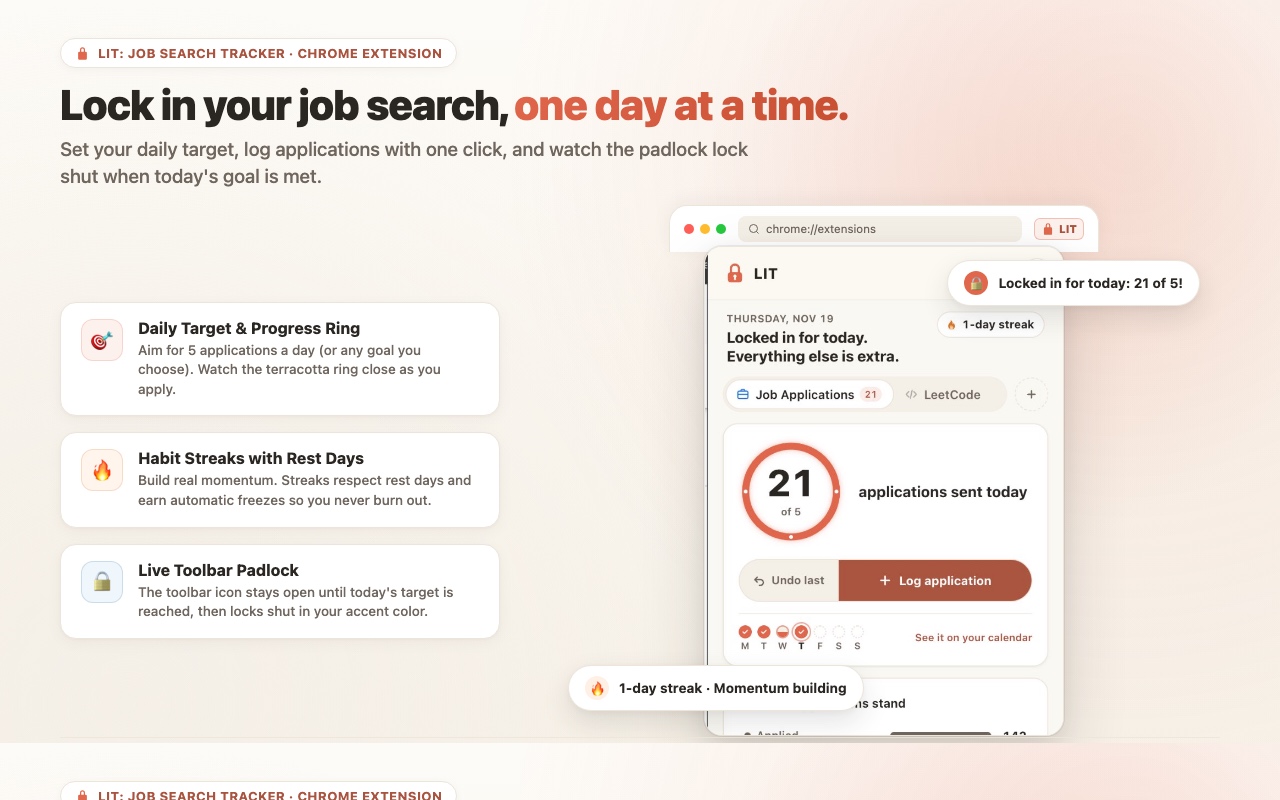 LIT: JOB SEARCH TRACKER · CHROME EXTENSION
Lock in your job search, one day at a time.
Set your daily target, log applications with one click, and watch the padlock lock
shut when today's goal is met.
Daily Target & Progress Ring
Aim for 5 applications a day (or any goal you
choose). Watch the terracotta ring close as you
apply.
Habit Streaks with Rest Days
Build real momentum. Streaks respect rest days and
earn automatic freezes so you never burn out.
Live Toolbar Padlock
The toolbar icon stays open until today's target is
reached, then locks shut in your accent color.
chrome://extensions
LIT
LIT
Locked in for today: 21 of 5!
THURSDAY, NOV 19
1-day streak
Locked in for today.
Everything else is extra.
Job Applications 21
LeetCode
+
21
of 5
applications sent today
Undo last
+ Log application
M T W T F S S
See it on your calendar
1-day streak · Momentum building
ns stand
Applied
142
LIT: JOB SEARCH TRACKER · CHROME EXTENSION